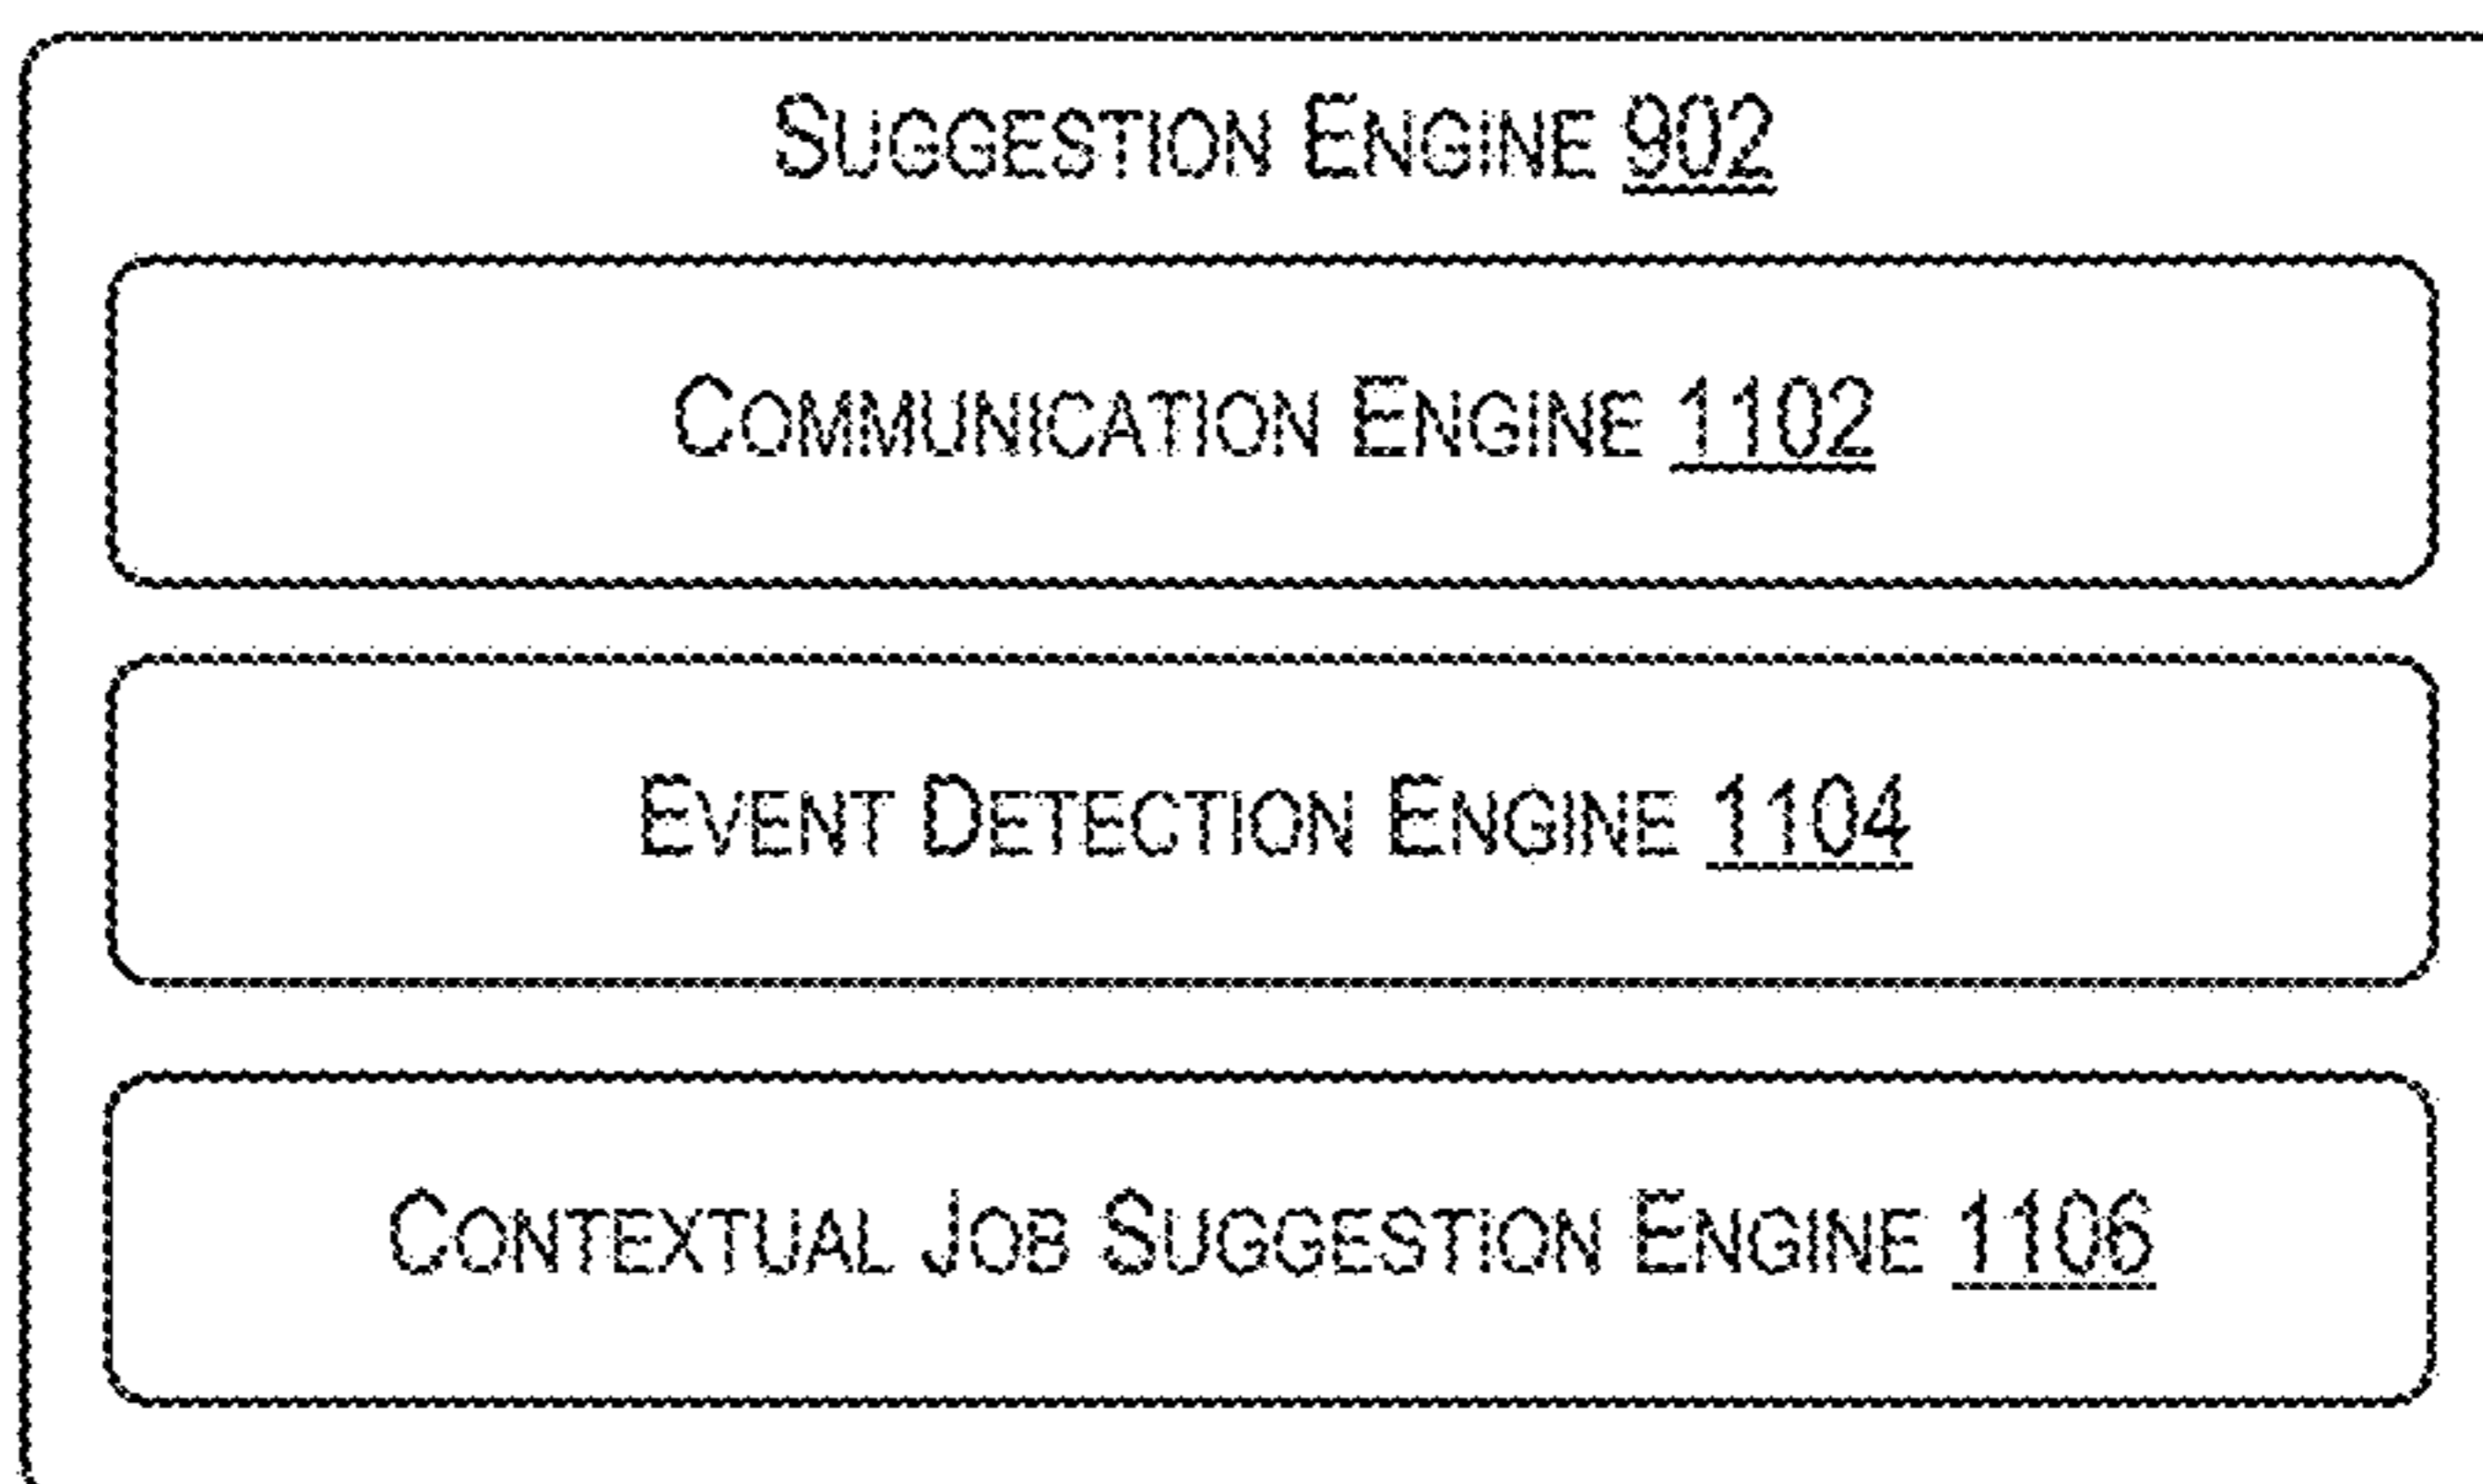 SUGGESTION ENGINE 902
COMMUNICATION ENGINE 1102
EVENT DETECTION ENGINE 1104
CONTEXTUAL JOB SUGGESTION ENGINE 1106